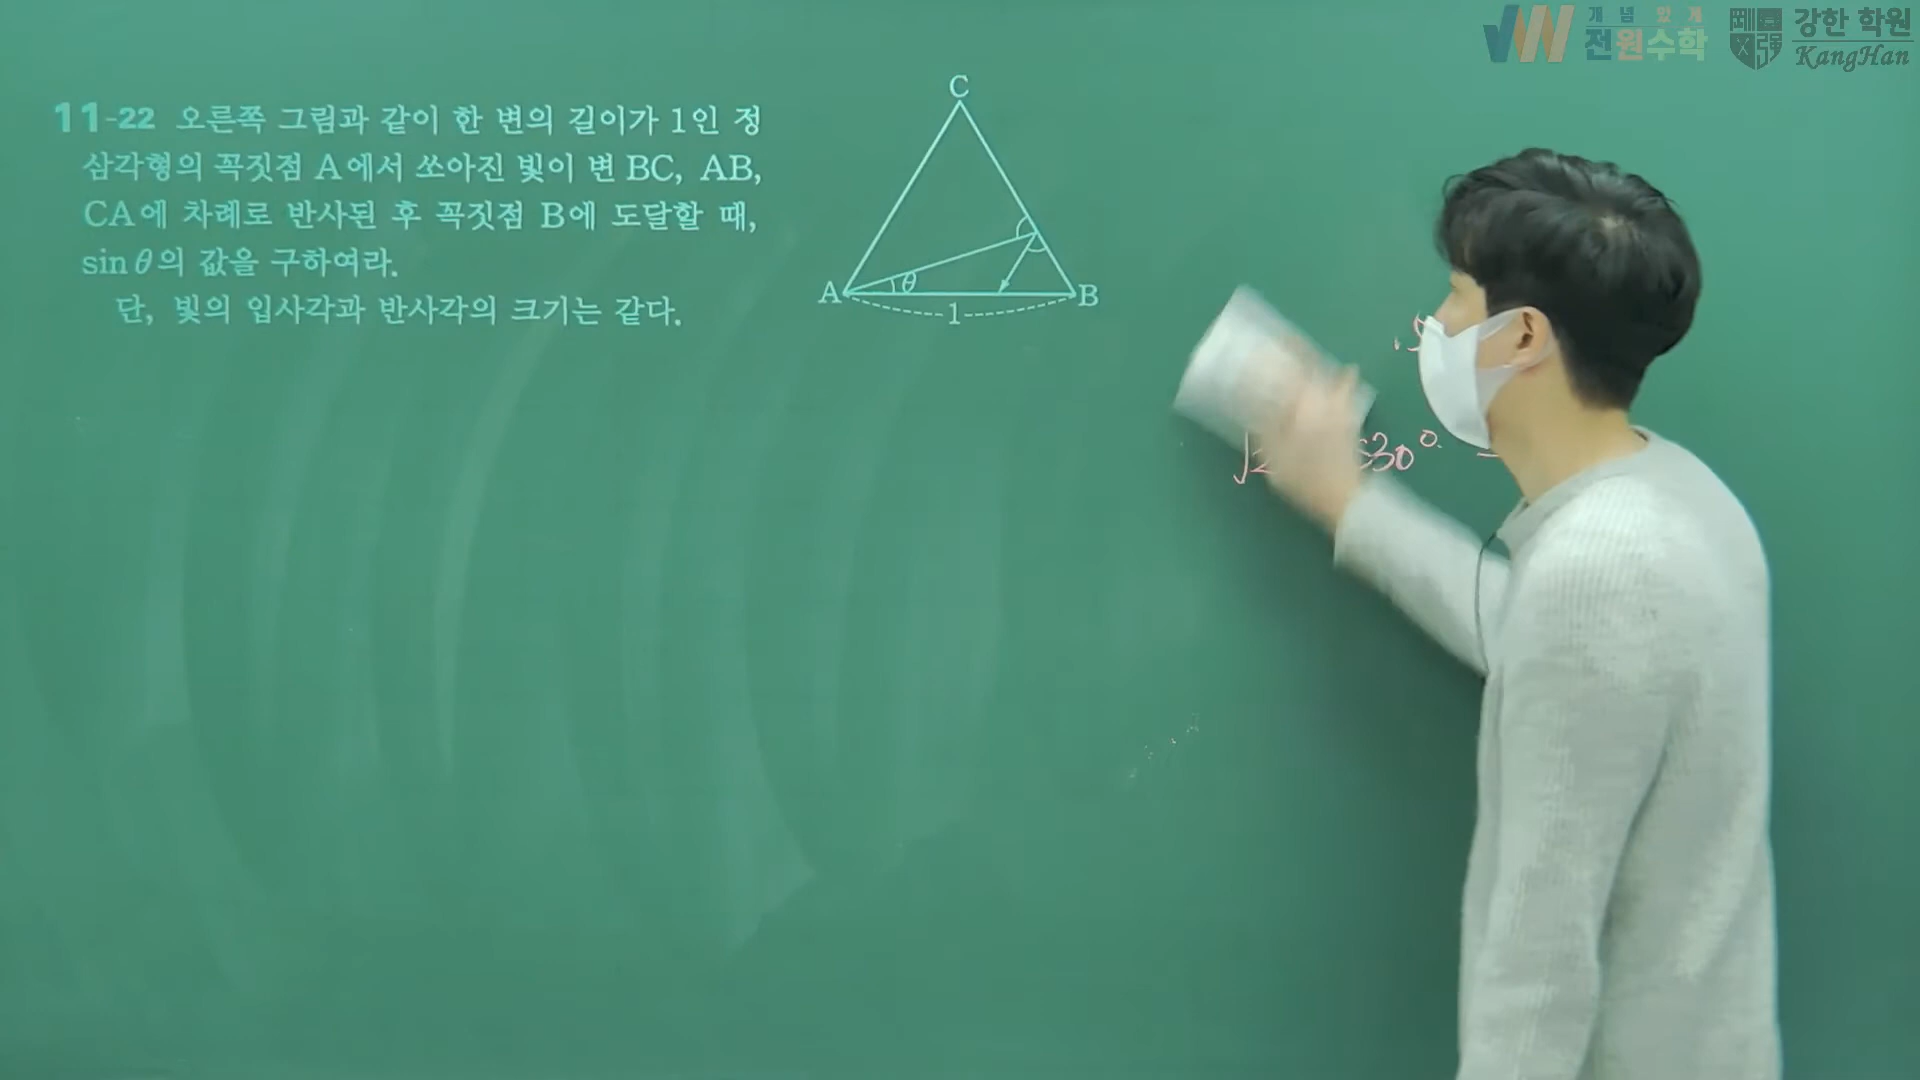 개념있게
전원수학
강한 학원
KangHan
11-22 오른쪽 그림과 같이 한 변의 길이가 1인 정
삼각형의 꼭짓점 A에서 쏘아진 빛이 변 BC, AB,
CA에 차례로 반사된 후 꼭짓점 B에 도달할 때,
sin θ의 값을 구하여라.
단, 빛의 입사각과 반사각의 크기는 같다.
C
A
θ
B
1
30°